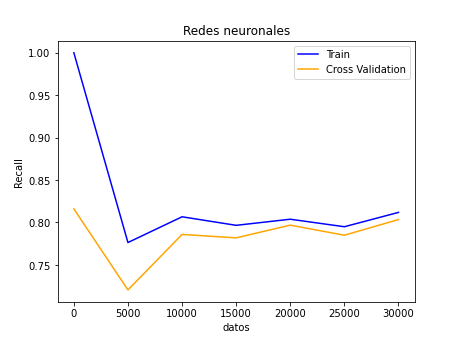 Redes neuronales
Train
Cross Validation
1.00
0.95
0.90
0.85
0.80
0.75
Recall
0 5000 10000 15000 20000 25000 30000
datos